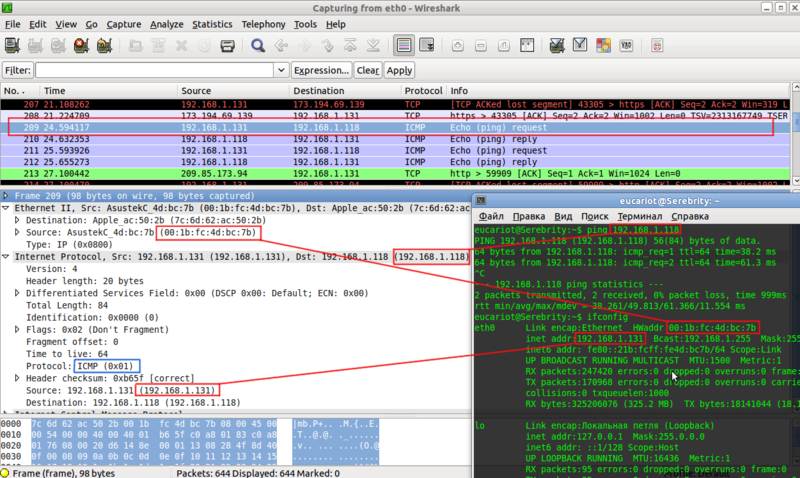 Capturing from eth0 - Wireshark
File Edit View Go Capture Analyze Statistics Telephony Tools Help
Filter: Expression... Clear Apply
No. . Time Source Destination Protocol Info
207 21.108262 192.168.1.131 173.194.69.139 TCP [TCP ACKed lost segment] 43305 > https [ACK] Seq=2 Ack=2 Win=319 L
208 21.224709 173.194.69.139 192.168.1.131 TCP https > 43305 [ACK] Seq=2 Ack=2 Win=1002 Len=0 TSV=2313167749 TSER
209 24.594117 192.168.1.131 192.168.1.118 ICMP Echo (ping) request
210 24.632353 192.168.1.118 192.168.1.131 ICMP Echo (ping) reply
211 25.593926 192.168.1.131 192.168.1.118 ICMP Echo (ping) request
212 25.655273 192.168.1.118 192.168.1.131 ICMP Echo (ping) reply
213 27.100442 209.85.173.94 192.168.1.131 TCP http > 59909 [ACK] Seq=1 Ack=1 Win=1024 Len=0
Frame 209 (98 bytes on wire, 98 bytes captured)
Ethernet II, Src: AsustekC_4d:bc:7b (00:1b:fc:4d:bc:7b), Dst: Apple_ac:50:2b (7c:6d:62:ac:50:2b)
Destination: Apple_ac:50:2b (7c:6d:62:ac:50:2b)
Source: AsustekC_4d:bc:7b (00:1b:fc:4d:bc:7b)
Type: IP (0x0800)
Internet Protocol, Src: 192.168.1.131 (192.168.1.131), Dst: 192.168.1.118 (192.168.1.118)
Version: 4
Header length: 20 bytes
Differentiated Services Field: 0x00 (DSCP 0x00: Default; ECN: 0x00)
Total Length: 84
Identification: 0x0000 (0)
Flags: 0x02 (Don't Fragment)
Fragment offset: 0
Time to live: 64
Protocol: ICMP (0x01)
Header checksum: 0xb65f [correct]
Source: 192.168.1.131 (192.168.1.131)
Destination: 192.168.1.118 (192.168.1.118)
0000 7c 6d 62 ac 50 2b 00 1b fc 4d bc 7b 08 00 45 00 |mb.P+.. .M.{..E.
0010 00 54 00 00 40 00 40 01 b6 5f c0 a8 01 83 c0 a8 .T..@.@. ._......
0020 01 76 08 00 20 d6 14 8e 00 01 13 08 28 4f 8d 40 .v.. ... ....(O.@
0030 0f 00 08 09 0a 0b 0c 0d 0e 0f 10 11 12 13 14 15
Frame (frame), 98 bytes Packets: 644 Displayed: 644 Marked: 0
eucariot@Serebrity: ~
Файл Правка Вид Поиск Терминал Справка
eucariot@Serebrity:~$ ping 192.168.1.118
PING 192.168.1.118 (192.168.1.118) 56(84) bytes of data.
64 bytes from 192.168.1.118: icmp_req=1 ttl=64 time=38.2 ms
64 bytes from 192.168.1.118: icmp_req=2 ttl=64 time=61.3 ms
^C
--- 192.168.1.118 ping statistics ---
2 packets transmitted, 2 received, 0% packet loss, time 999ms
rtt min/avg/max/mdev = 38.261/49.813/61.366/11.554 ms
eucariot@Serebrity:~$ ifconfig
eth0 Link encap:Ethernet HWaddr 00:1b:fc:4d:bc:7b
inet addr:192.168.1.131 Bcast:192.168.1.255 Mask:255
inet6 addr: fe80::21b:fcff:fe4d:bc7b/64 Scope:Link
UP BROADCAST RUNNING MULTICAST MTU:1500 Metric:1
RX packets:247420 errors:0 dropped:0 overruns:0 frame:
TX packets:170968 errors:0 dropped:0 overruns:0 carrie
collisions:0 txqueuelen:1000
RX bytes:325206076 (325.2 MB) TX bytes:18141044 (18.1
lo Link encap:Локальная петля (Loopback)
inet addr:127.0.0.1 Mask:255.0.0.0
inet6 addr: ::1/128 Scope:Host
UP LOOPBACK RUNNING MTU:16436 Metric:1
RX packets:95 errors:0 dropped:0 overruns:0 frame:0